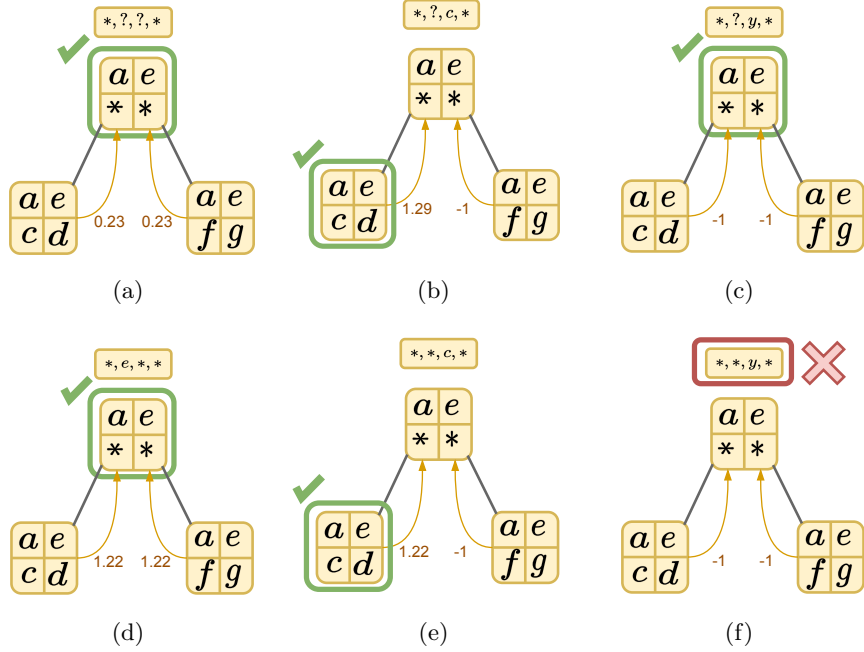 *, ?, ?, *
a e
* *
a e
c d
0.23
0.23
a e
f g
(a)
*, ?, c, *
a e
* *
a e
c d
1.29
-1
a e
f g
(b)
*, ?, y, *
a e
* *
a e
c d
-1
-1
a e
f g
(c)
*, e, *, *
a e
* *
a e
c d
1.22
1.22
a e
f g
(d)
*, *, c, *
a e
* *
a e
c d
1.22
-1
a e
f g
(e)
*, *, y, *
a e
* *
a e
c d
-1
-1
a e
f g
(f)